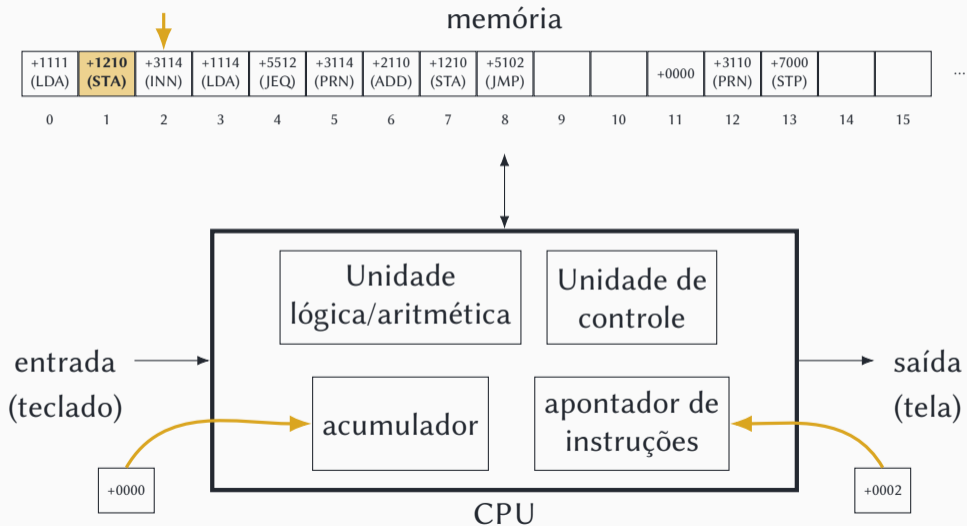 memória
+1111 +1210 +3114 +1114 +5512 +3114 +2110 +1210 +5102 +0000 +3110 +7000
(LDA) (STA) (INN) (LDA) (JEQ) (PRN) (ADD) (STA) (JMP) (PRN) (STP) ...
0 1 2 3 4 5 6 7 8 9 10 11 12 13 14 15
Unidade
lógica/aritmética
Unidade de
controle
entrada
(teclado)
saída
(tela)
acumulador
apontador de
instruções
+0000
+0002
CPU